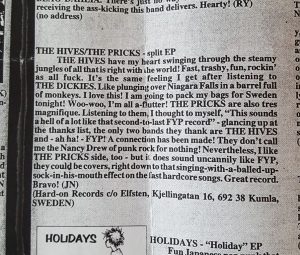 receiving the ass-kicking this band delivers. Hearty! (RY)
(no address)
THE HIVES/THE PRICKS - split EP
THE HIVES have my heart swinging through the steamy
jungles of all that is right with the world! Fast, trashy, fun, rockin'
as all fuck. It's the same feeling I get after listening to
THE DICKIES. Like plunging over Niagara Falls in a barrel full
of monkeys. I love this! I am going to pack my bags for Sweden
tonight! Woo-woo, I'm all a-flutter! THE PRICKS are also tres
magnifique. Listening to them, I thought to myself, "This sounds
a hell of a lot like that second-to-last FYP record" - glancing up at
the thanks list, the only two bands they thank are THE HIVES
and - ah ha! - FYP! A connection has been made! They don't call
me the Nancy Drew of punk rock for nothing! Nevertheless, I like
the PRICKS side, too - but it does sound uncannily like FYP,
they could be covers, right down to that singing-with-a-balled-up-
sock-in-his-mouth effect on the fast hardcore songs. Great record.
Bravo! (JN)
(Hard-on Records c/o Elfsten, Kjellingatan 16, 692 38 Kumla,
SWEDEN)
HOLIDAYS
HOLIDAYS - "Holiday" EP